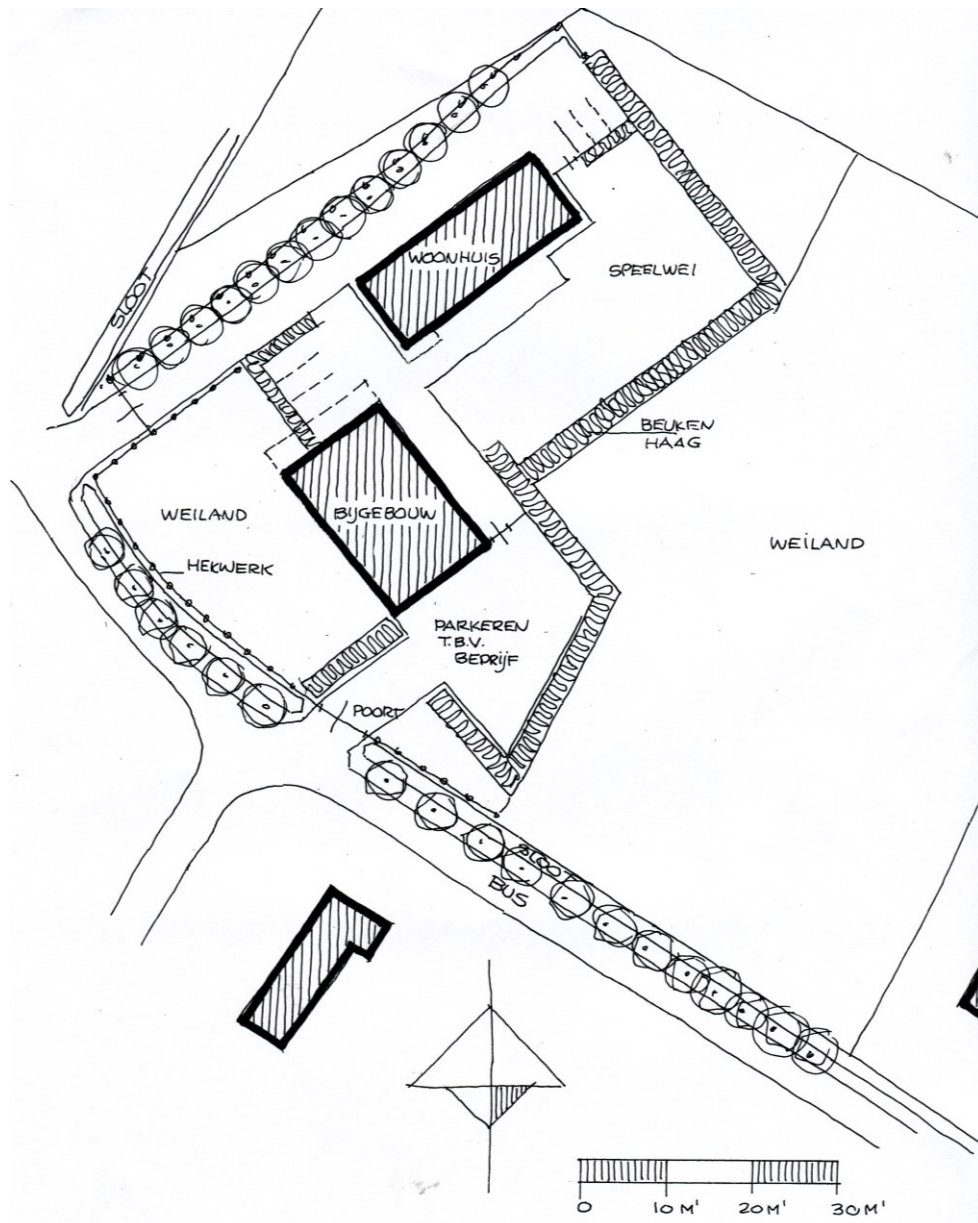 WOONHUIS
SPEELWEI
SLOOT
BEUKEN
HAAG
WEILAND
BIJGEBOUW
WEILAND
HEKWERK
PARKEREN
T.B.V.
BEDRIJF
POORT
SLOOT
BUS
0 10 M' 20 M' 30 M'